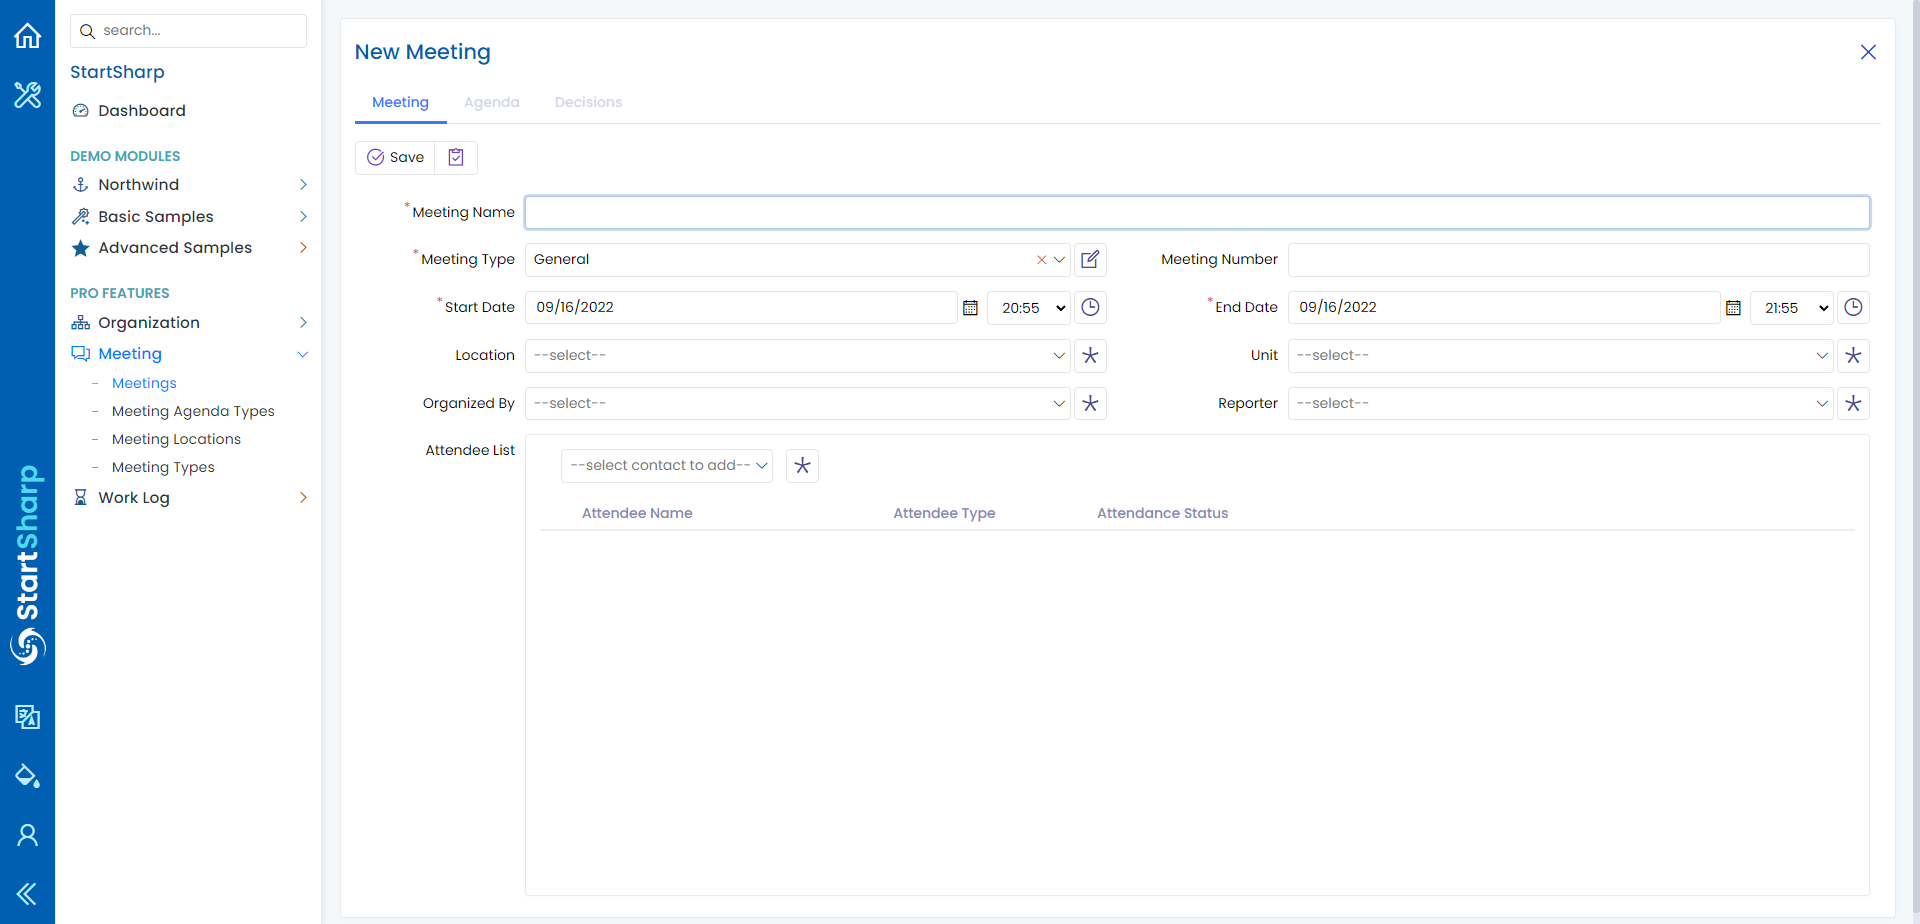 search...
StartSharp
Dashboard
DEMO MODULES
Northwind
Basic Samples
Advanced Samples
PRO FEATURES
Organization
Meeting
- Meetings
- Meeting Agenda Types
- Meeting Locations
- Meeting Types
Work Log
StartSharp
New Meeting
Meeting Agenda Decisions
Save
*Meeting Name
*Meeting Type General Meeting Number
*Start Date 09/16/2022 20:55 *End Date 09/16/2022 21:55
Location --select-- Unit --select--
Organized By --select-- Reporter --select--
Attendee List
--select contact to add--
Attendee Name Attendee Type Attendance Status